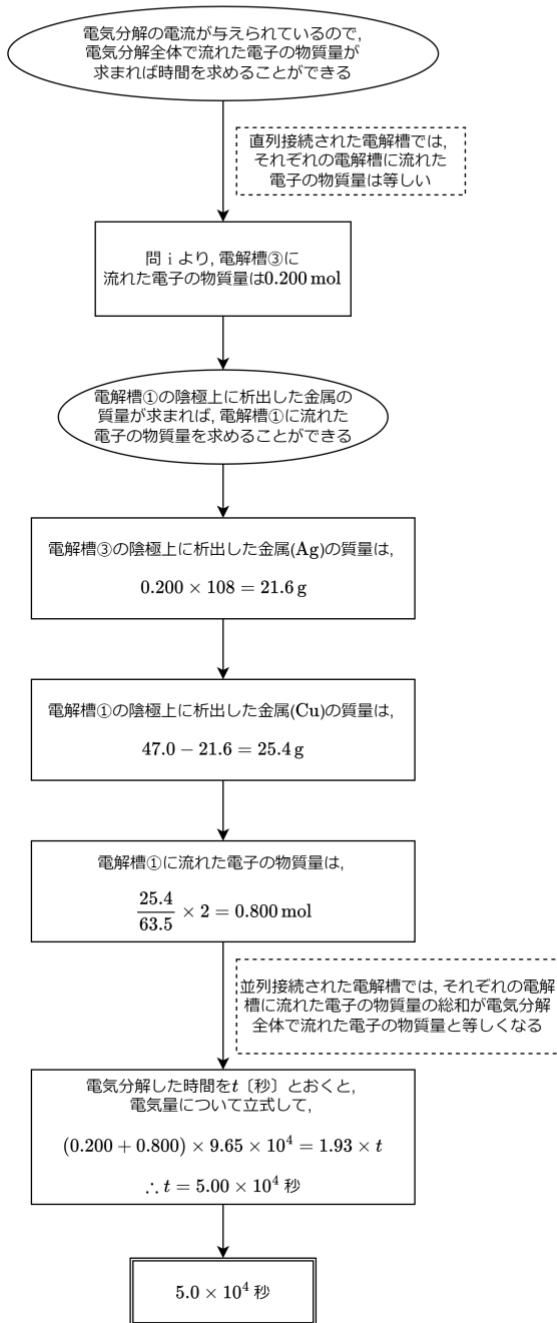 電気分解の電流が与えられているので,
電気分解全体で流れた電子の物質量が
求まれば時間を求めることができる
直列接続された電解槽では,
それぞれの電解槽に流れた
電子の物質量は等しい
問ⅰより, 電解槽③に
流れた電子の物質量は0.200 mol
電解槽①の陰極上に析出した金属の
質量が求まれば, 電解槽①に流れた
電子の物質量を求めることができる
電解槽③の陰極上に析出した金属(Ag)の質量は,
0.200 × 108 = 21.6 g
電解槽①の陰極上に析出した金属(Cu)の質量は,
47.0 − 21.6 = 25.4 g
電解槽①に流れた電子の物質量は,
25.4/63.5 × 2 = 0.800 mol
並列接続された電解槽では, それぞれの電解
槽に流れた電子の物質量の総和が電気分解
全体で流れた電子の物質量と等しくなる
電気分解した時間をt〔秒〕とおくと,
電気量について立式して,
(0.200 + 0.800) × 9.65 × 10⁴ = 1.93 × t
∴ t = 5.00 × 10⁴ 秒
5.0 × 10⁴ 秒